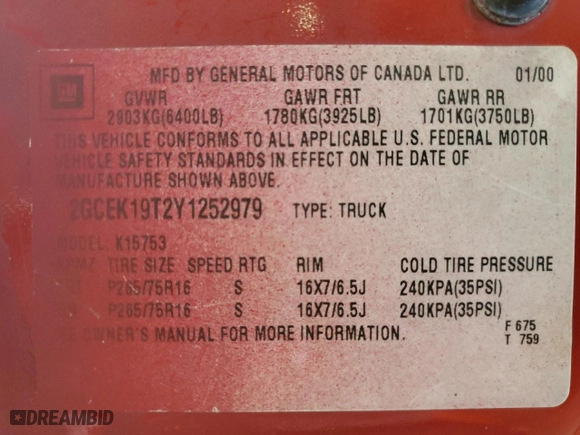 GM
MFD BY GENERAL MOTORS OF CANADA LTD. 01/00
GVWR GAWR FRT GAWR RR
2903KG(6400LB) 1780KG(3925LB) 1701KG(3750LB)
THIS VEHICLE CONFORMS TO ALL APPLICABLE U.S. FEDERAL MOTOR
VEHICLE SAFETY STANDARDS IN EFFECT ON THE DATE OF
MANUFACTURE SHOWN ABOVE.
2GCEK19T2Y1252979 TYPE: TRUCK
MODEL K15753
TIRE SIZE SPEED RTG RIM COLD TIRE PRESSURE
P265/75R16 S 16X7/6.5J 240KPA(35PSI)
P265/75R16 S 16X7/6.5J 240KPA(35PSI)
OWNER'S MANUAL FOR MORE INFORMATION.
F 675
T 759
DREAMBID